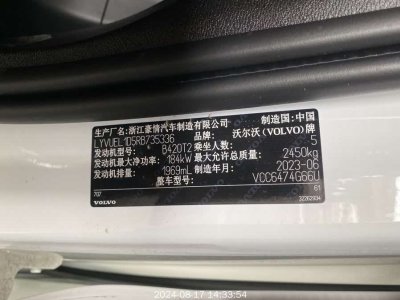 生产厂名:浙江豪情汽车制造有限公司 制造国:中国
LYVUEL1D5RB735336 品牌: 沃尔沃(VOLVO)牌
发动机型号: B420T2 乘坐人数: 5
发动机最大净功率: 184kW 最大允许总质量: 2450kg
发动机排量: 1969mL 制造年月: 2023-06
整车型号: VCC6474G66U
707 61
VOLVO 32262934
2024-08-17 14:33:54